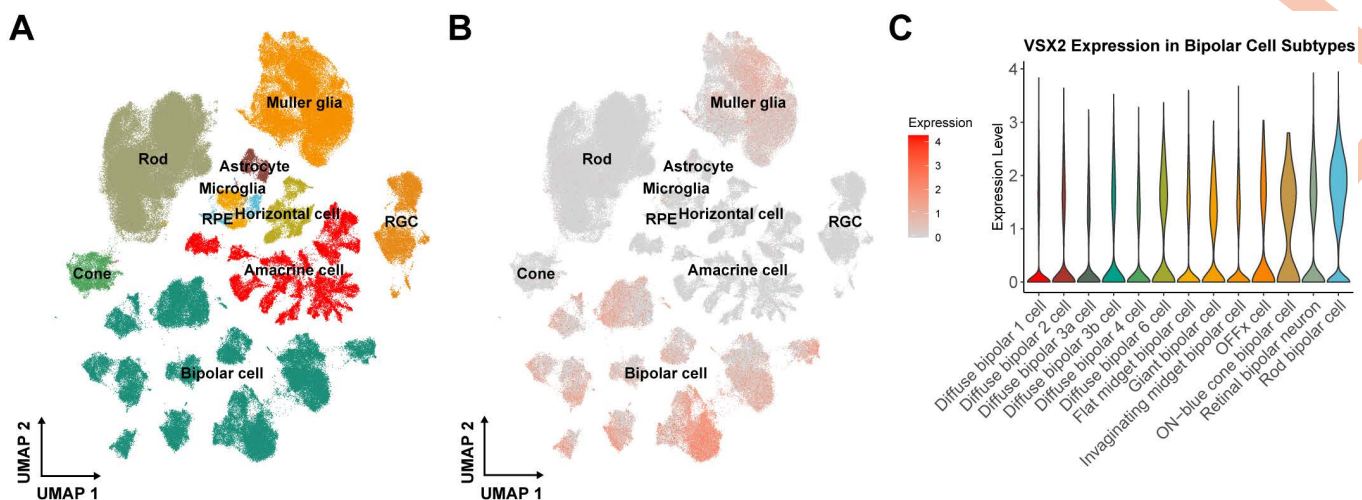 A
Muller glia
Rod
Astrocyte
Microglia
RPE
Horizontal cell
RGC
Cone
Amacrine cell
Bipolar cell
UMAP 2
UMAP 1
B
Muller glia
Rod
Astrocyte
Microglia
RPE
Horizontal cell
RGC
Cone
Amacrine cell
Bipolar cell
UMAP 2
UMAP 1
Expression
4
3
2
1
0
C
VSX2 Expression in Bipolar Cell Subtypes
Expression Level
4
3
2
1
0
Diffuse bipolar 1 cell
Diffuse bipolar 2 cell
Diffuse bipolar 3a cell
Diffuse bipolar 3b cell
Diffuse bipolar 4 cell
Diffuse bipolar 6 cell
Flat midget bipolar cell
Giant bipolar cell
Invaginating midget bipolar cell
OFFx cell
ON−blue cone bipolar cell
Retinal bipolar neuron
Rod bipolar cell